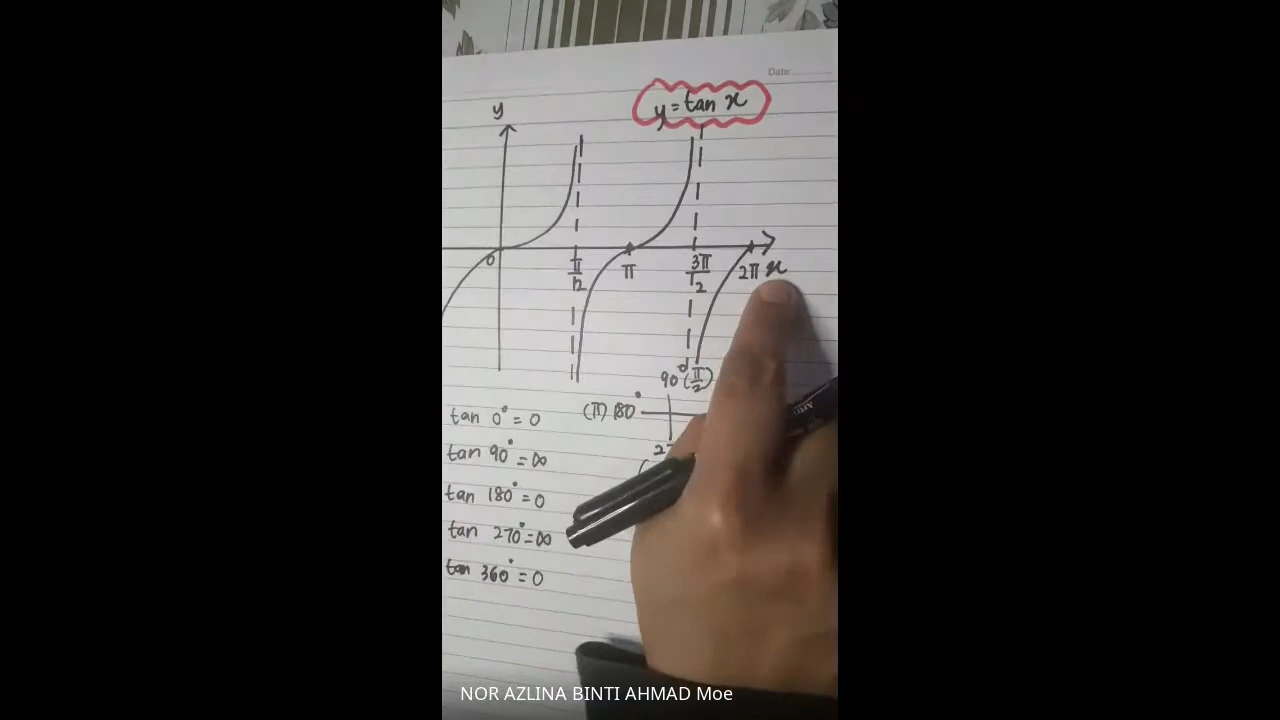 Date:
y
y = tan x
0
π/2
π
3π/2
2π
x
90° (π/2)
(π) 180°
tan 0° = 0
tan 90° = ∞
tan 180° = 0
tan 270° = ∞
tan 360° = 0
NOR AZLINA BINTI AHMAD Moe